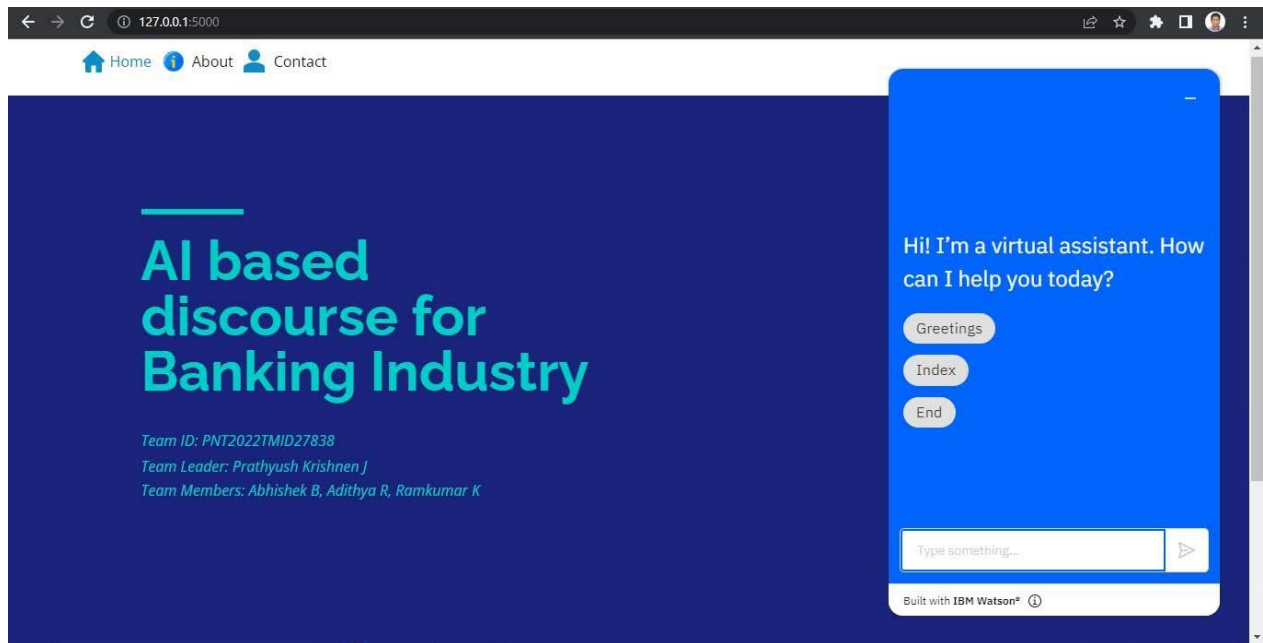 127.0.0.1:5000
Home About Contact
AI based
discourse for
Banking Industry
Team ID: PNT2022TMID27838
Team Leader: Prathyush Krishnen J
Team Members: Abhishek B, Adithya R, Ramkumar K
Hi! I’m a virtual assistant. How
can I help you today?
Greetings
Index
End
Type something...
Built with IBM Watson®